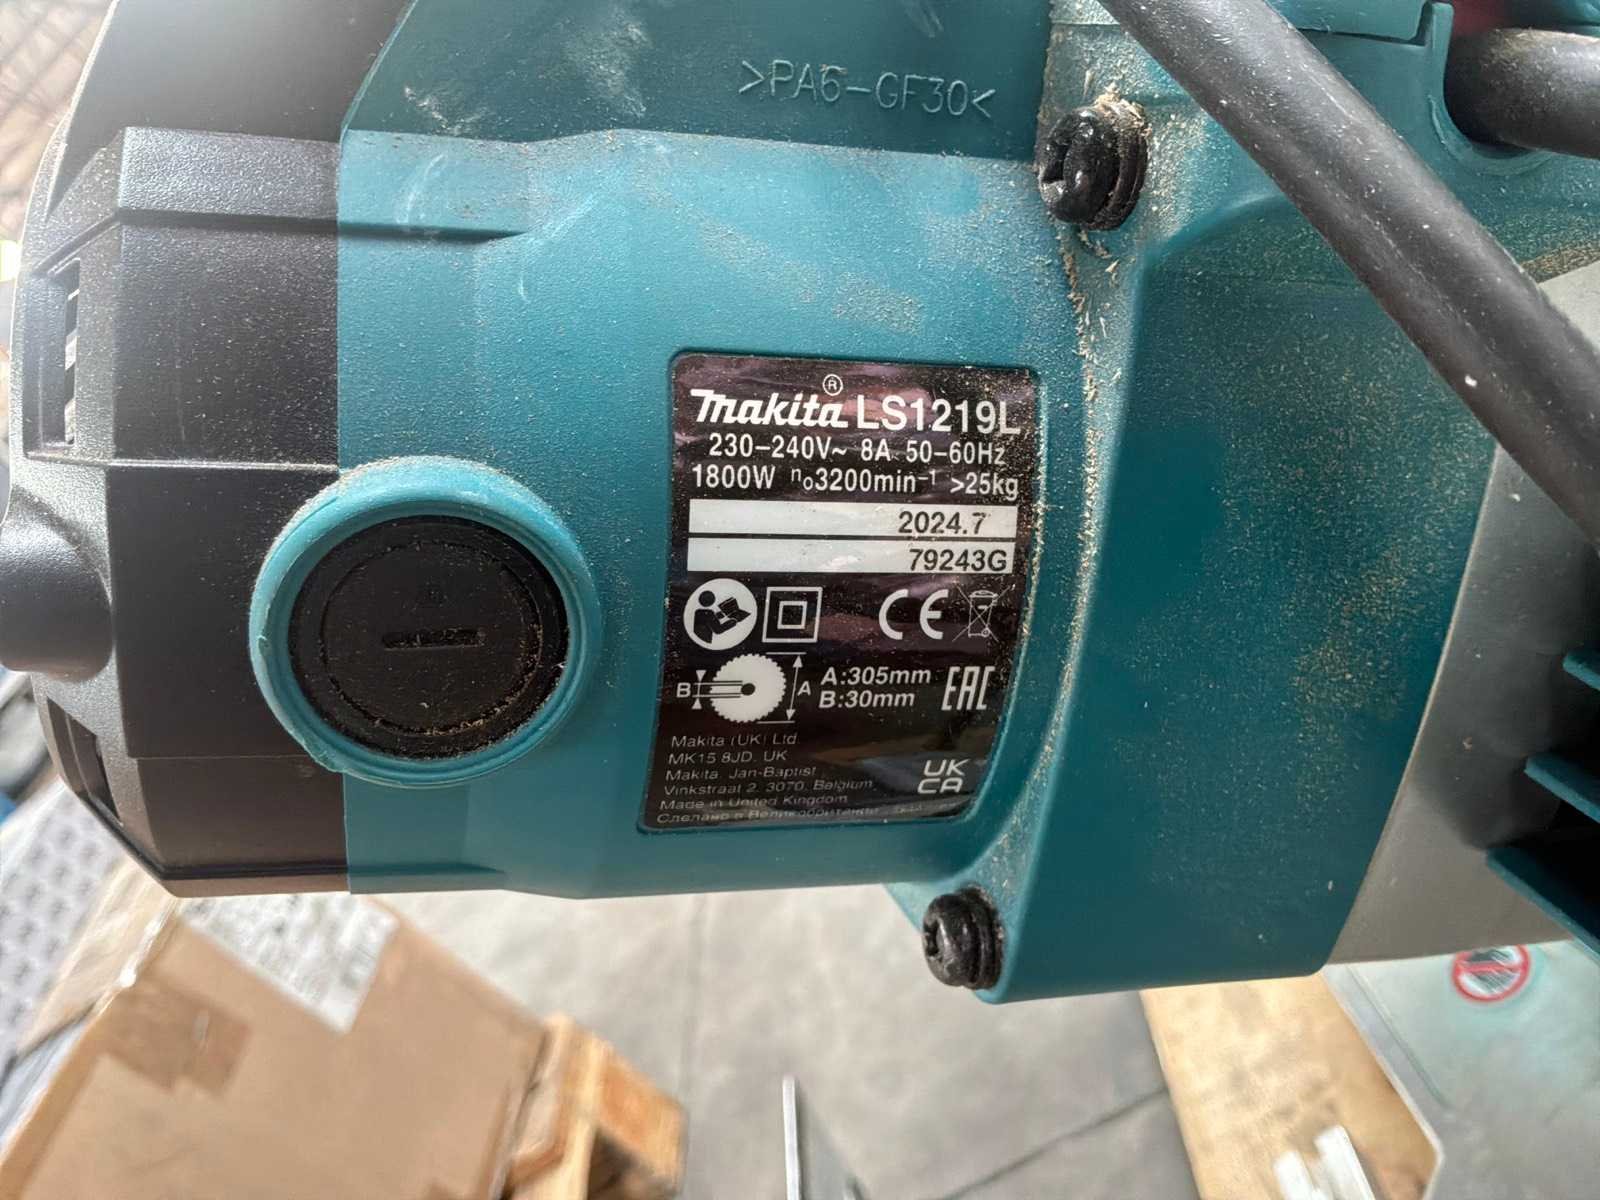 >PA6-GF30<
makita® LS1219L
230-240V~ 8A 50-60Hz
1800W n₀3200min⁻¹ >25kg
2024.7
79243G
CE
B A A:305mm
B:30mm
EAC
Makita (UK) Ltd.
MK15 8JD, UK
Makita, Jan-Baptist
Vinkstraat 2, 3070, Belgium
Made in United Kingdom
Сделано в Великобритании
UK
CA